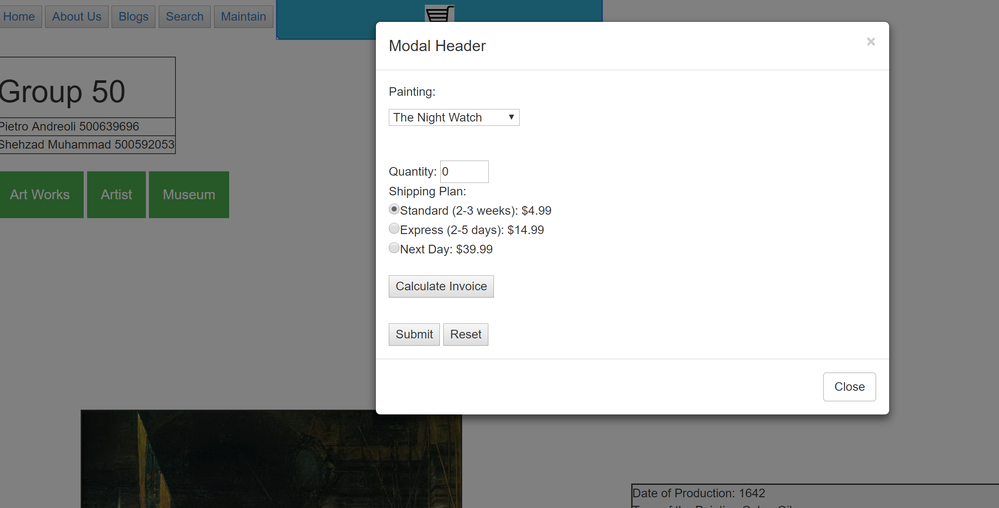 Home About Us Blogs Search Maintain
Group 50
Pietro Andreoli 500639696
Shehzad Muhammad 500592053
Art Works Artist Museum
Modal Header ×
Painting:
The Night Watch
Quantity: 0
Shipping Plan:
Standard (2-3 weeks): $4.99
Express (2-5 days): $14.99
Next Day: $39.99
Calculate Invoice
Submit Reset
Close
Date of Production: 1642